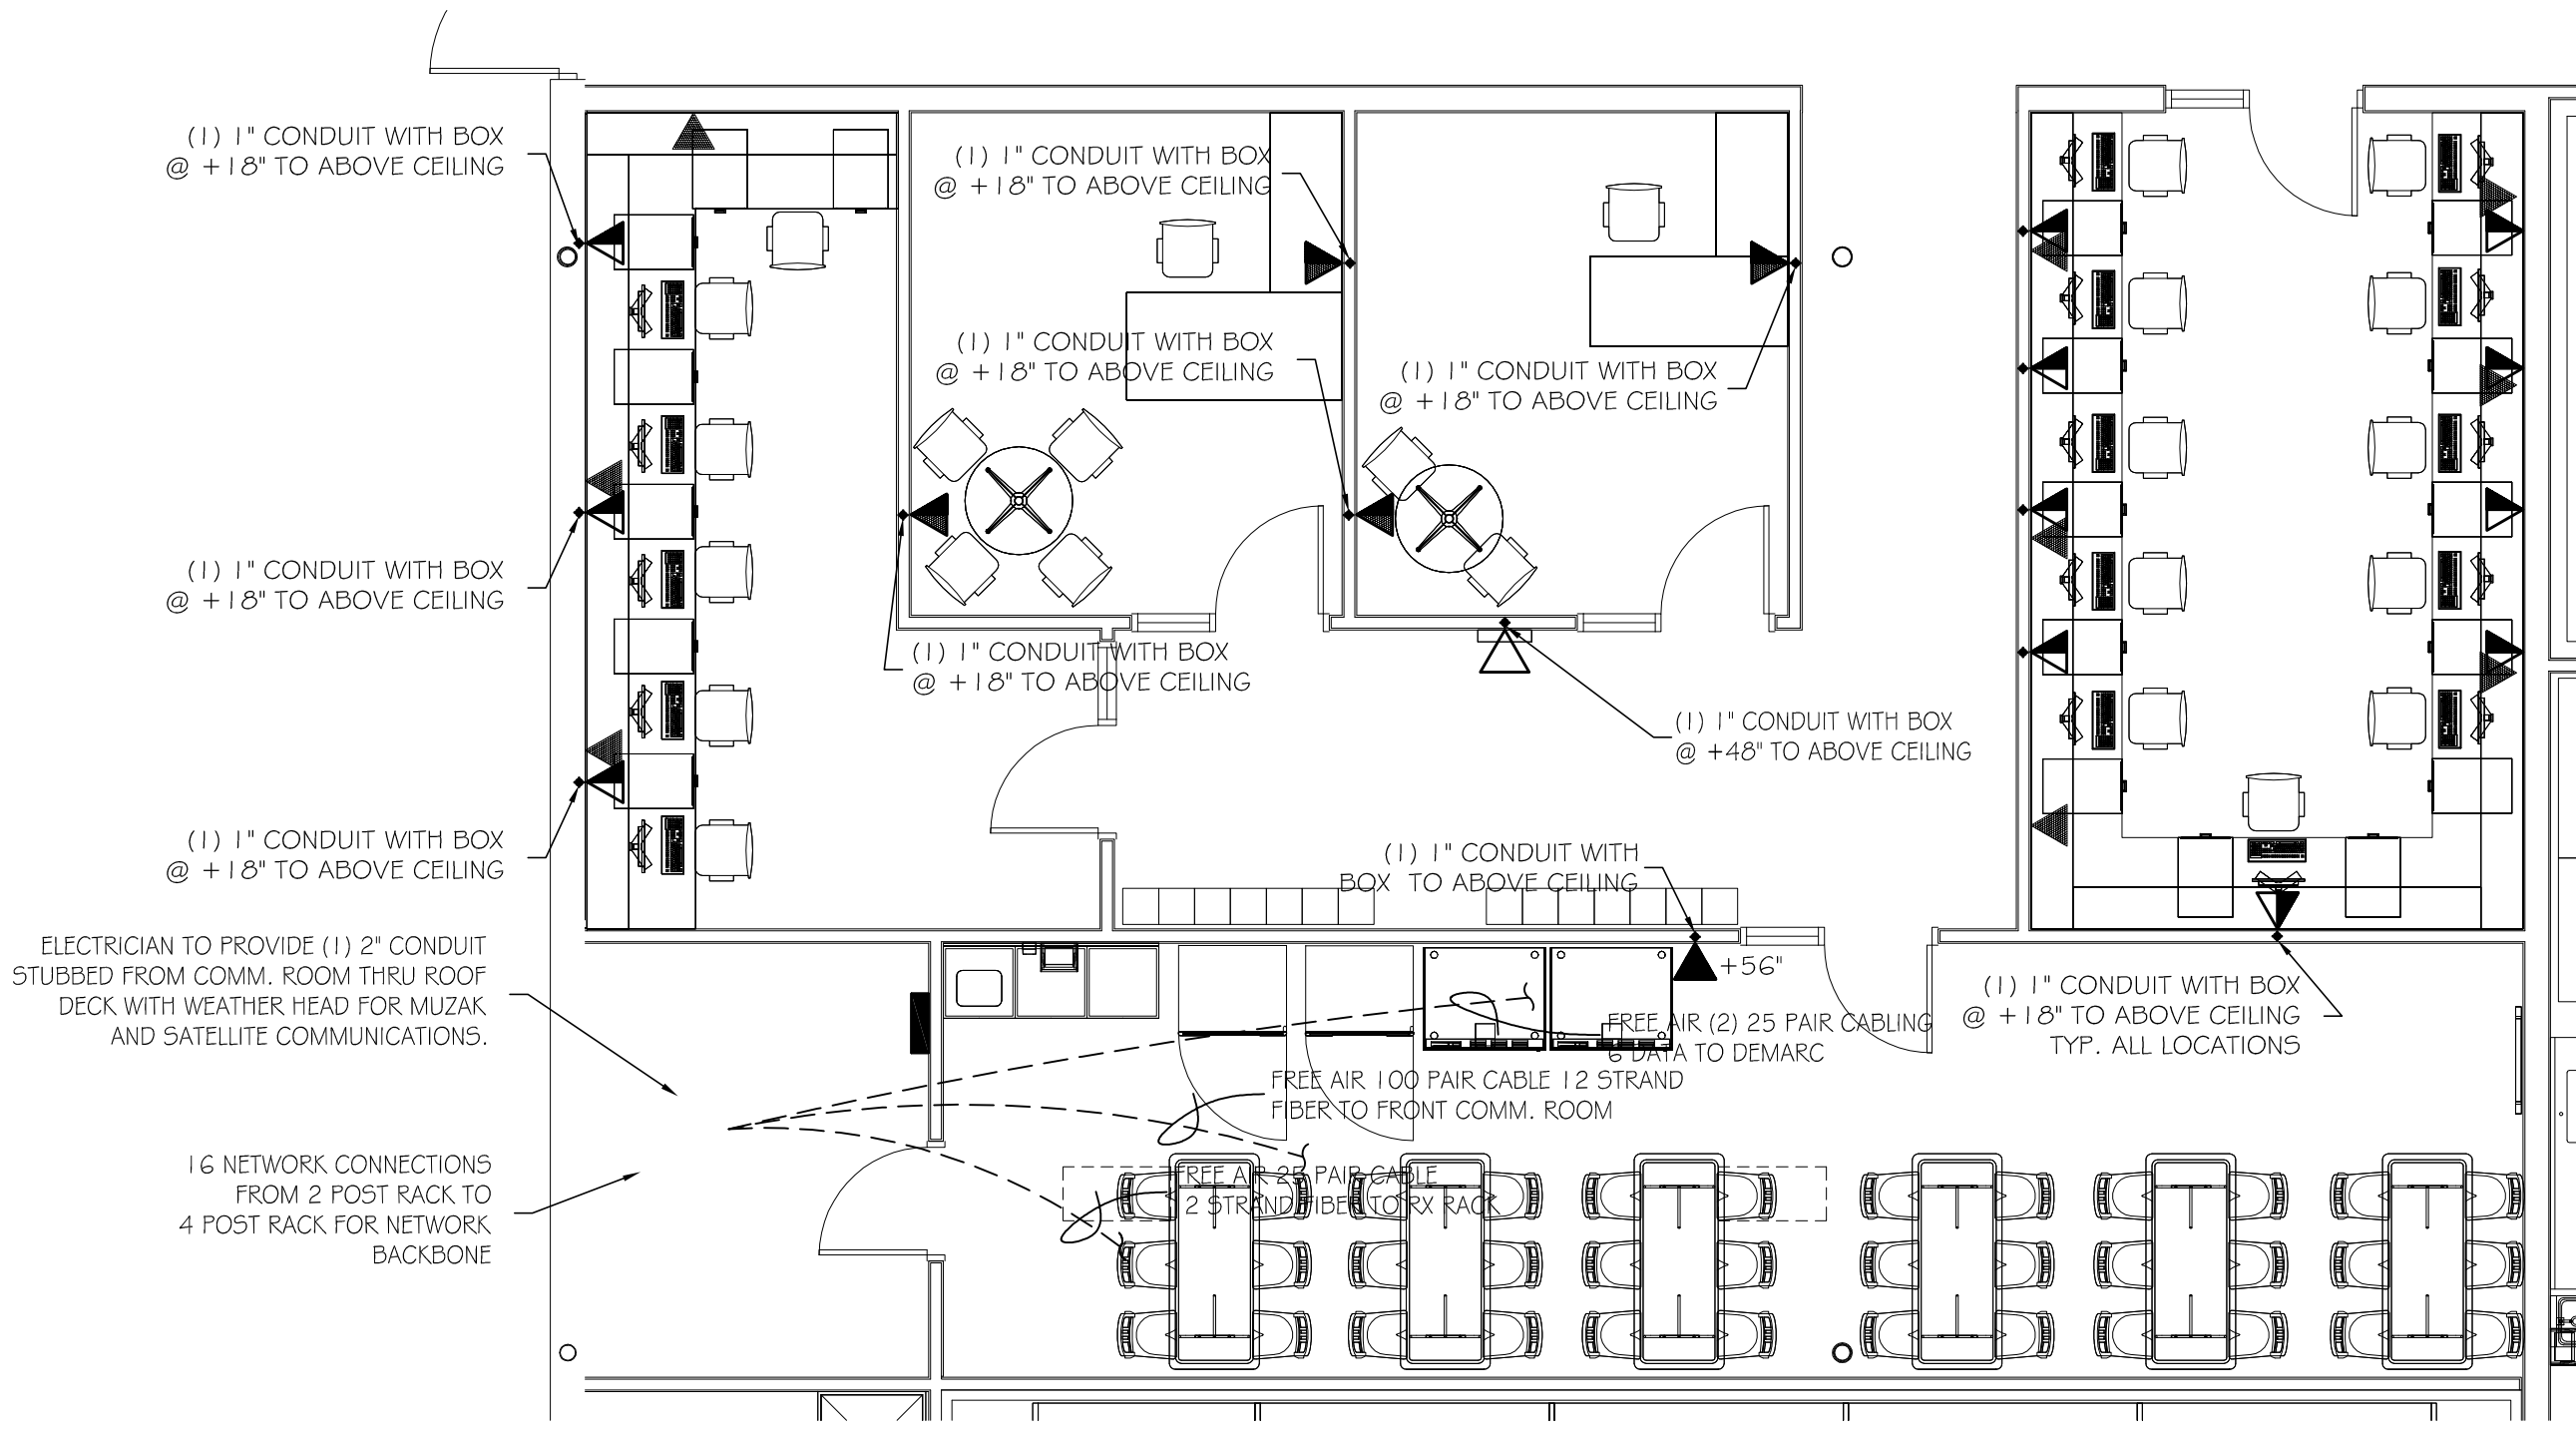 (1) 1" CONDUIT WITH BOX
@ +18" TO ABOVE CEILING
(1) 1" CONDUIT WITH BOX
@ +18" TO ABOVE CEILING
(1) 1" CONDUIT WITH BOX
@ +18" TO ABOVE CEILING
(1) 1" CONDUIT WITH BOX
@ +18" TO ABOVE CEILING
(1) 1" CONDUIT WITH BOX
@ +18" TO ABOVE CEILING
(1) 1" CONDUIT WITH BOX
@ +18" TO ABOVE CEILING
(1) 1" CONDUIT WITH BOX
@ +48" TO ABOVE CEILING
(1) 1" CONDUIT WITH BOX
@ +18" TO ABOVE CEILING
(1) 1" CONDUIT WITH
BOX TO ABOVE CEILING
+56"
ELECTRICIAN TO PROVIDE (1) 2" CONDUIT
STUBBED FROM COMM. ROOM THRU ROOF
DECK WITH WEATHER HEAD FOR MUZAK
AND SATELLITE COMMUNICATIONS.
(1) 1" CONDUIT WITH BOX
@ +18" TO ABOVE CEILING
TYP. ALL LOCATIONS
FREE AIR (2) 25 PAIR CABLING
6 DATA TO DEMARC
FREE AIR 100 PAIR CABLE 12 STRAND
FIBER TO FRONT COMM. ROOM
16 NETWORK CONNECTIONS
FROM 2 POST RACK TO
4 POST RACK FOR NETWORK
BACKBONE
FREE AIR 25 PAIR CABLE
2 STRAND FIBER TO RX RACK